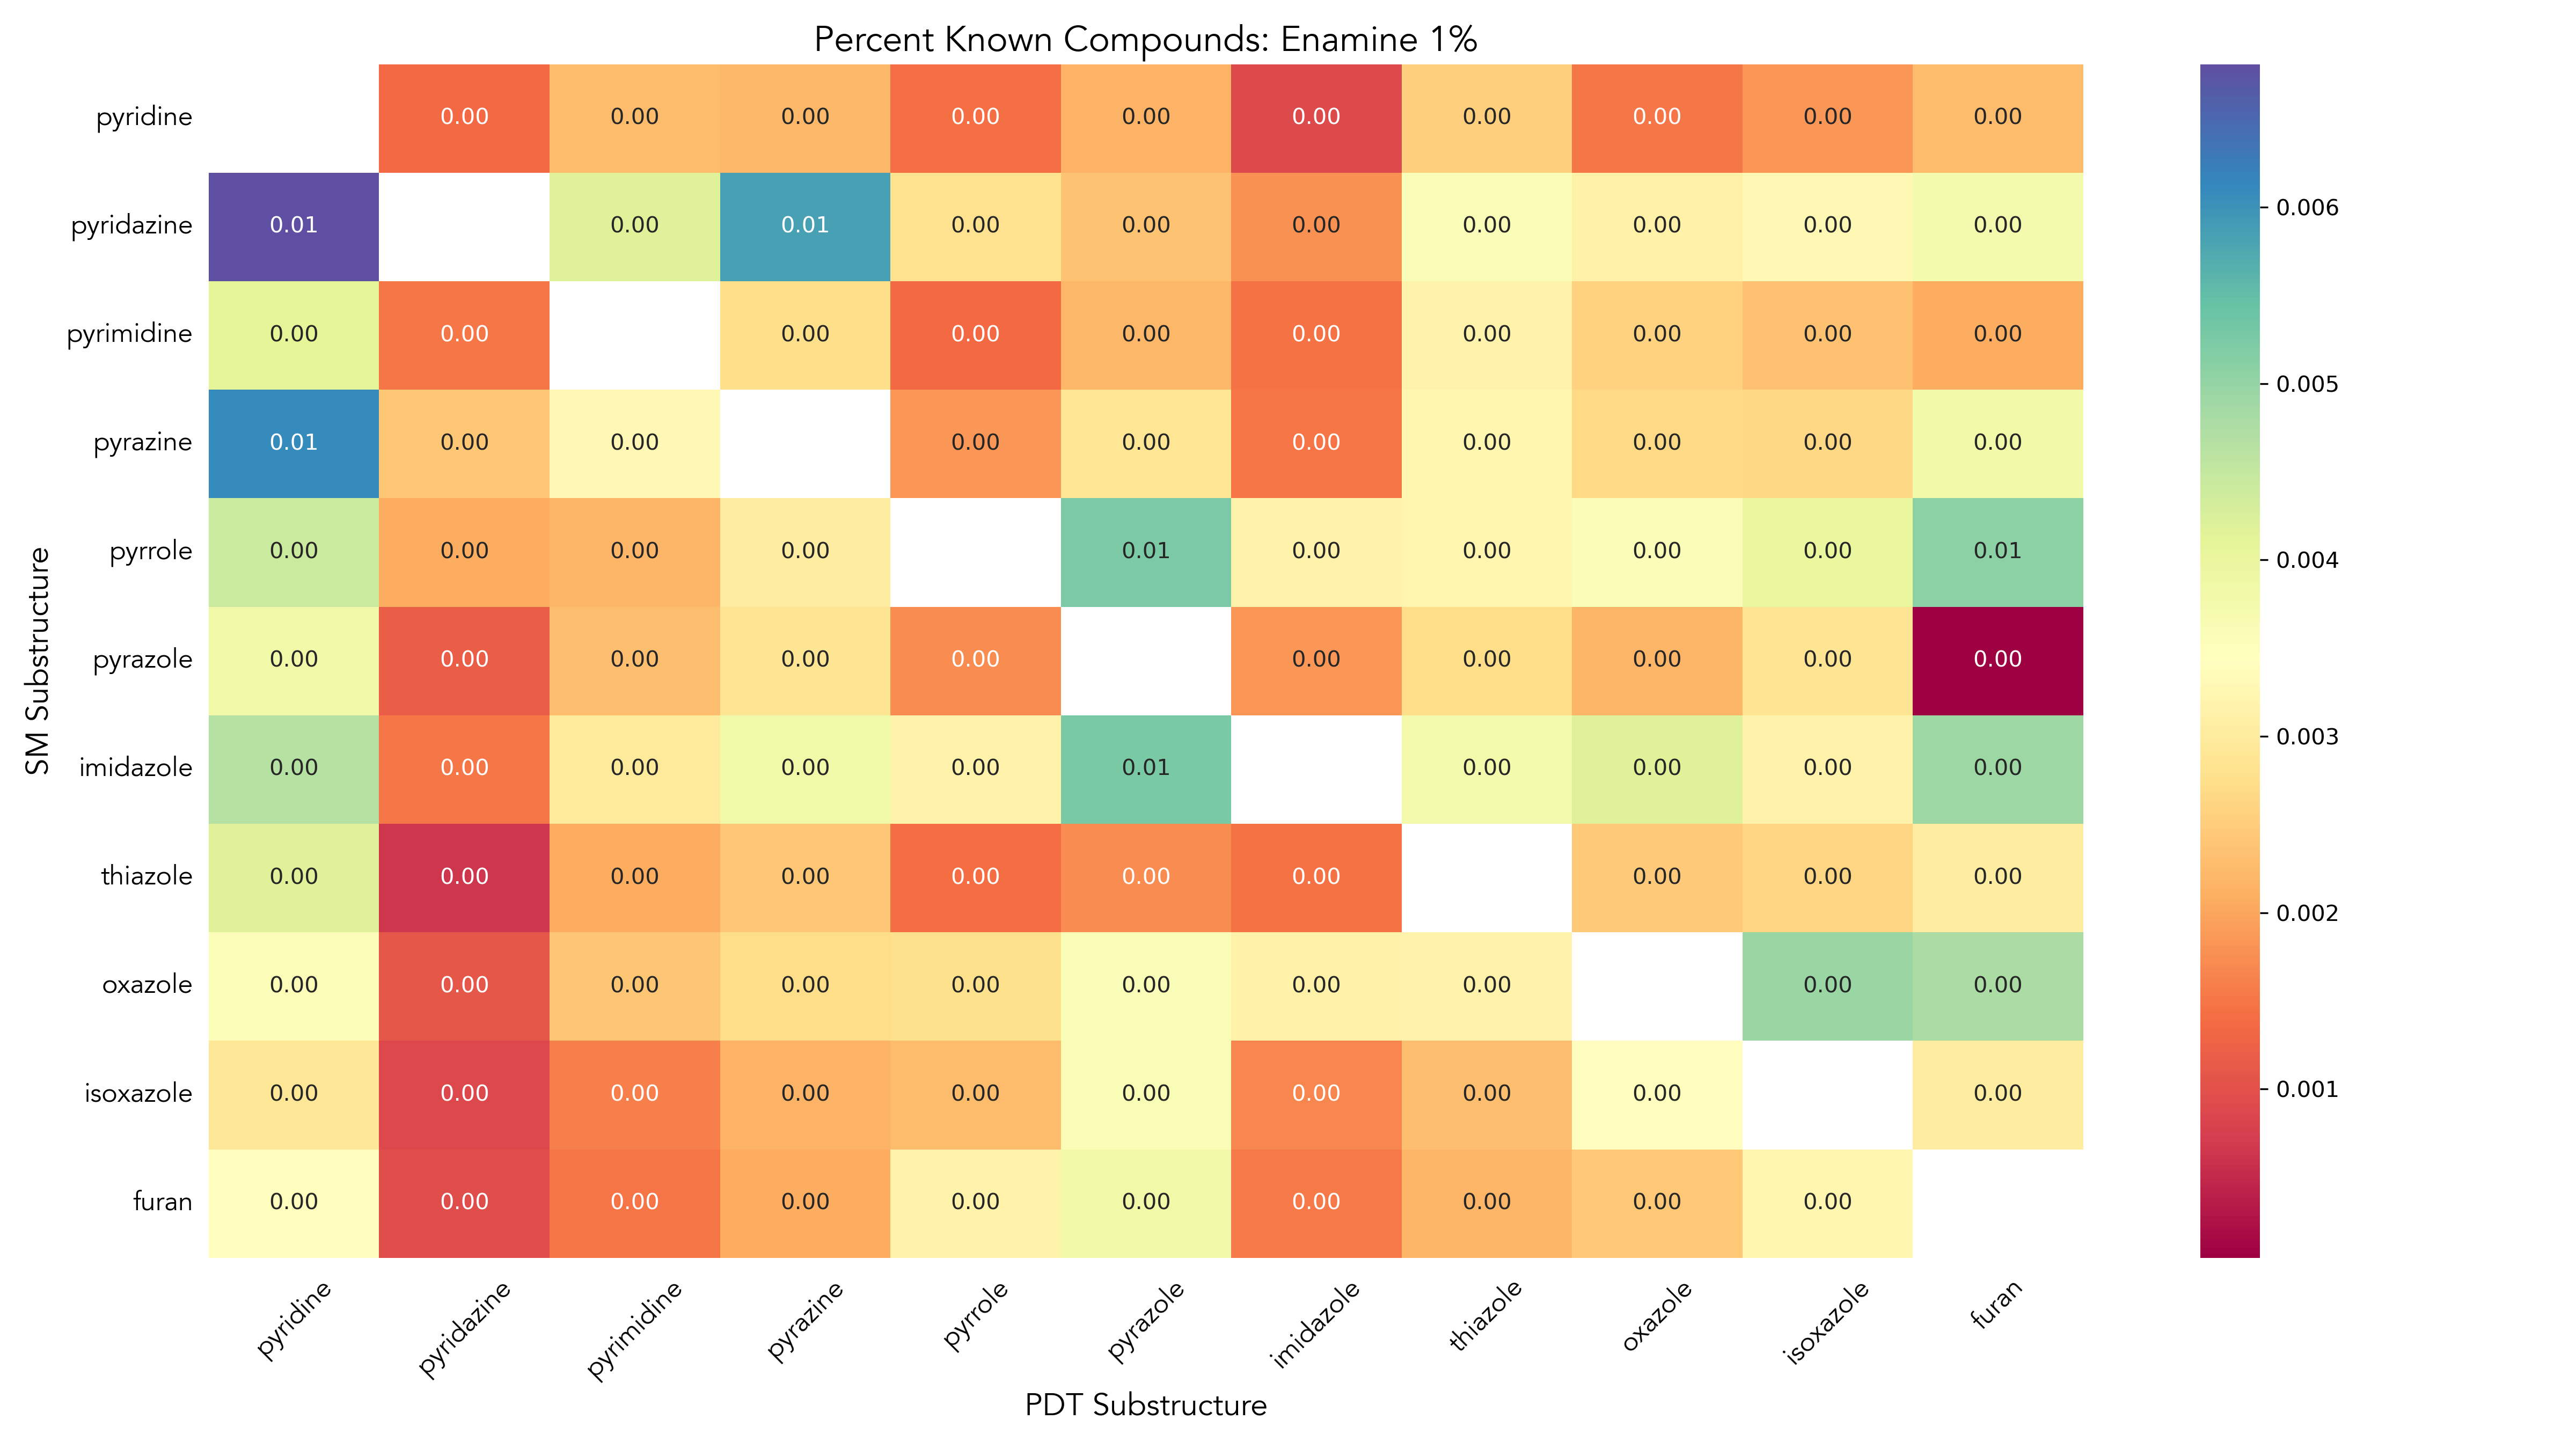 Percent Known Compounds: Enamine 1%
pyridine 0.00 0.00 0.00 0.00 0.00 0.00 0.00 0.00 0.00 0.00
pyridazine 0.01 0.00 0.01 0.00 0.00 0.00 0.00 0.00 0.00 0.00
pyrimidine 0.00 0.00 0.00 0.00 0.00 0.00 0.00 0.00 0.00 0.00
pyrazine 0.01 0.00 0.00 0.00 0.00 0.00 0.00 0.00 0.00 0.00
pyrrole 0.00 0.00 0.00 0.00 0.01 0.00 0.00 0.00 0.00 0.01
pyrazole 0.00 0.00 0.00 0.00 0.00 0.00 0.00 0.00 0.00 0.00
imidazole 0.00 0.00 0.00 0.00 0.00 0.01 0.00 0.00 0.00 0.00
thiazole 0.00 0.00 0.00 0.00 0.00 0.00 0.00 0.00 0.00 0.00
oxazole 0.00 0.00 0.00 0.00 0.00 0.00 0.00 0.00 0.00 0.00
isoxazole 0.00 0.00 0.00 0.00 0.00 0.00 0.00 0.00 0.00 0.00
furan 0.00 0.00 0.00 0.00 0.00 0.00 0.00 0.00 0.00 0.00
SM Substructure
pyridine pyridazine pyrimidine pyrazine pyrrole pyrazole imidazole thiazole oxazole isoxazole furan
PDT Substructure
0.006
0.005
0.004
0.003
0.002
0.001